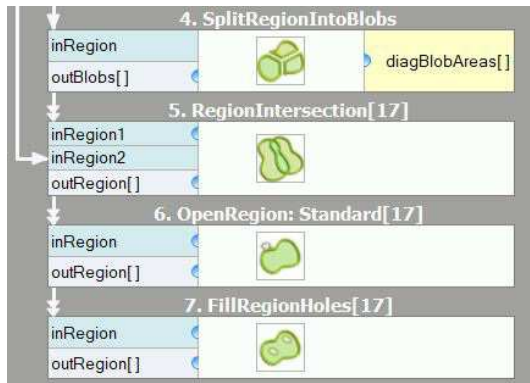 4. SplitRegionIntoBlobs
inRegion
outBlobs[]
diagBlobAreas[]
5. RegionIntersection[17]
inRegion1
inRegion2
outRegion[]
6. OpenRegion: Standard[17]
inRegion
outRegion[]
7. FillRegionHoles[17]
inRegion
outRegion[]